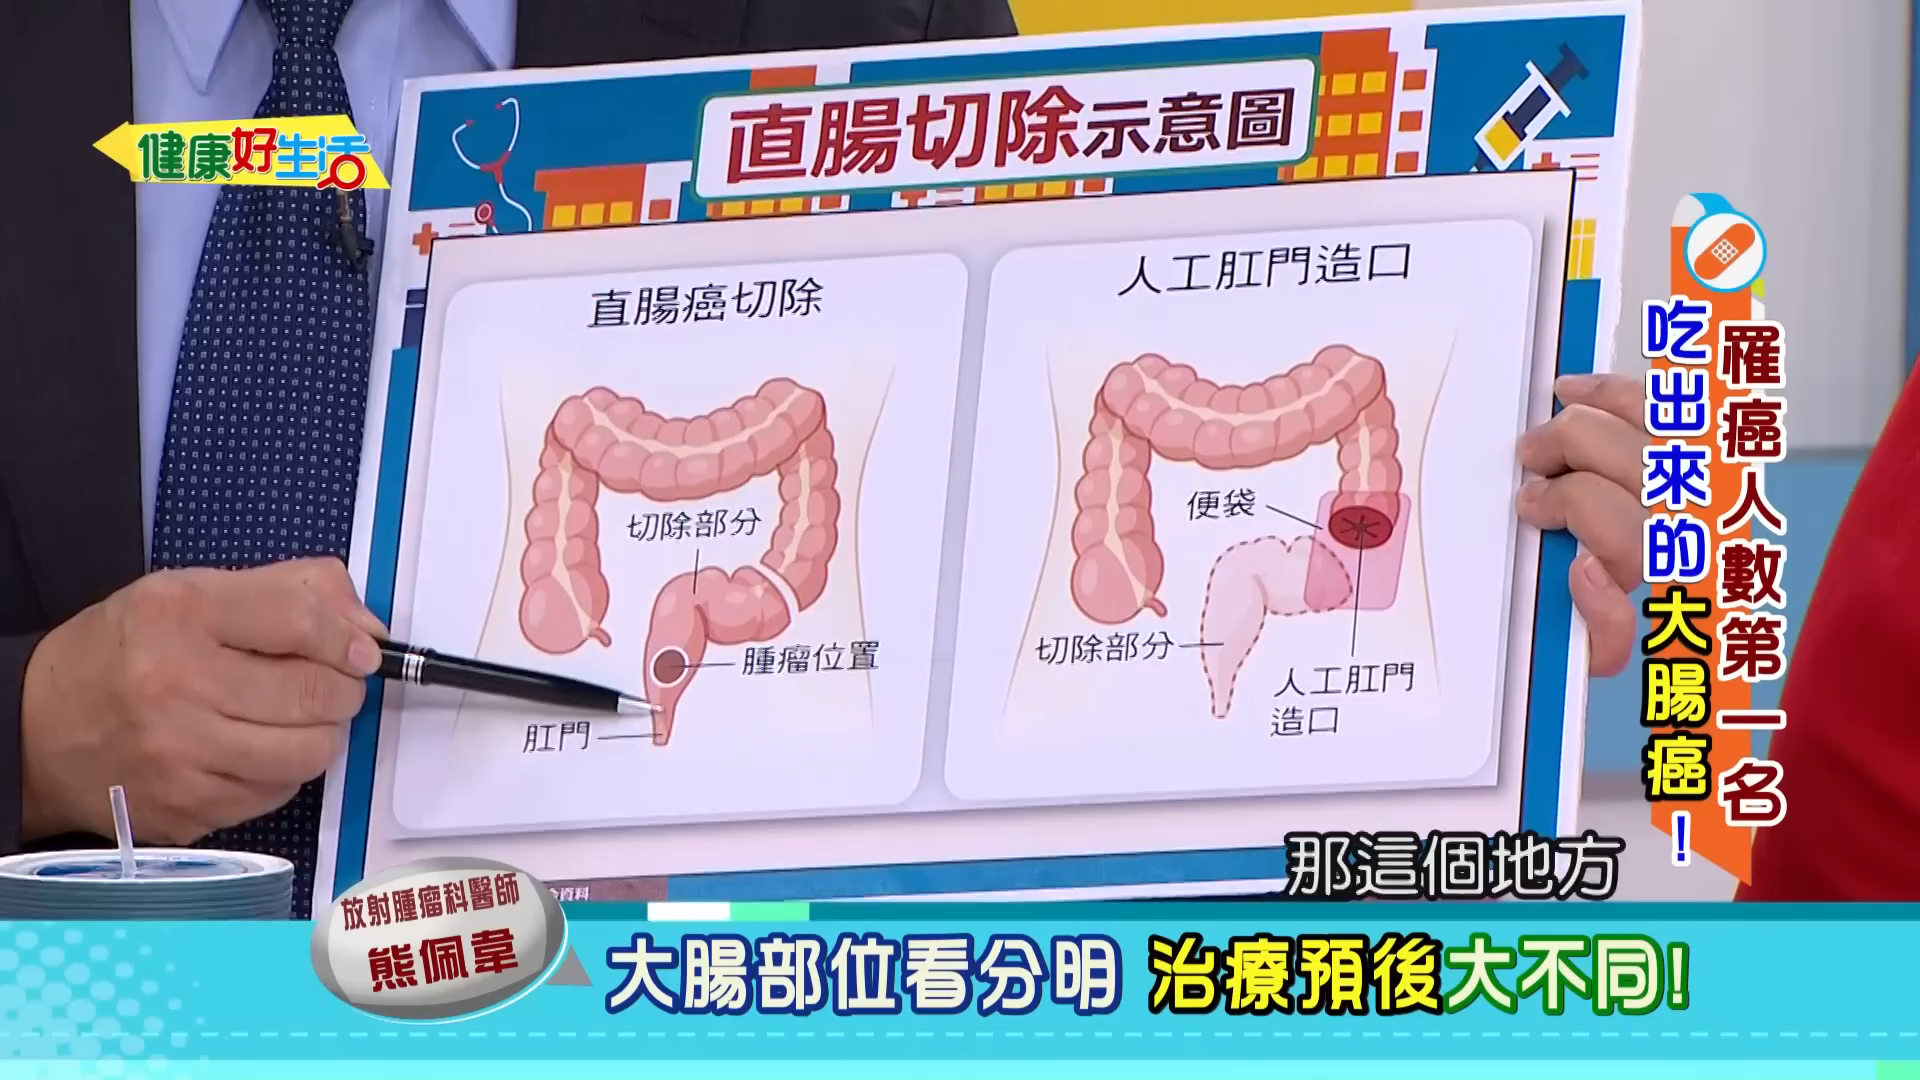 健康好生活
直腸切除示意圖
直腸癌切除
切除部分
腫瘤位置
肛門
人工肛門造口
便袋
切除部分
人工肛門
造口
罹癌人數第一名
吃出來的大腸癌！
那這個地方
放射腫瘤科醫師
熊佩韋
大腸部位看分明 治療預後大不同!